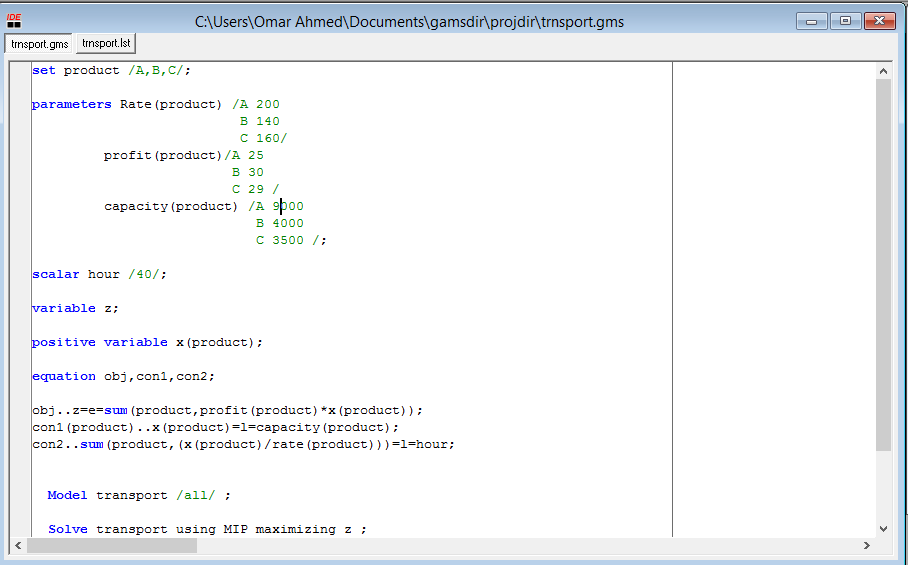 IDE
C:\Users\Omar Ahmed\Documents\gamsdir\projdir\trnsport.gms
trnsport.gms trnsport.lst
set product /A,B,C/;
parameters Rate(product) /A 200
B 140
C 160/
profit(product)/A 25
B 30
C 29 /
capacity(product) /A 9000
B 4000
C 3500 /;
scalar hour /40/;
variable z;
positive variable x(product);
equation obj,con1,con2;
obj..z=e=sum(product,profit(product)*x(product));
con1(product)..x(product)=l=capacity(product);
con2..sum(product,(x(product)/rate(product)))=l=hour;
Model transport /all/ ;
Solve transport using MIP maximizing z ;